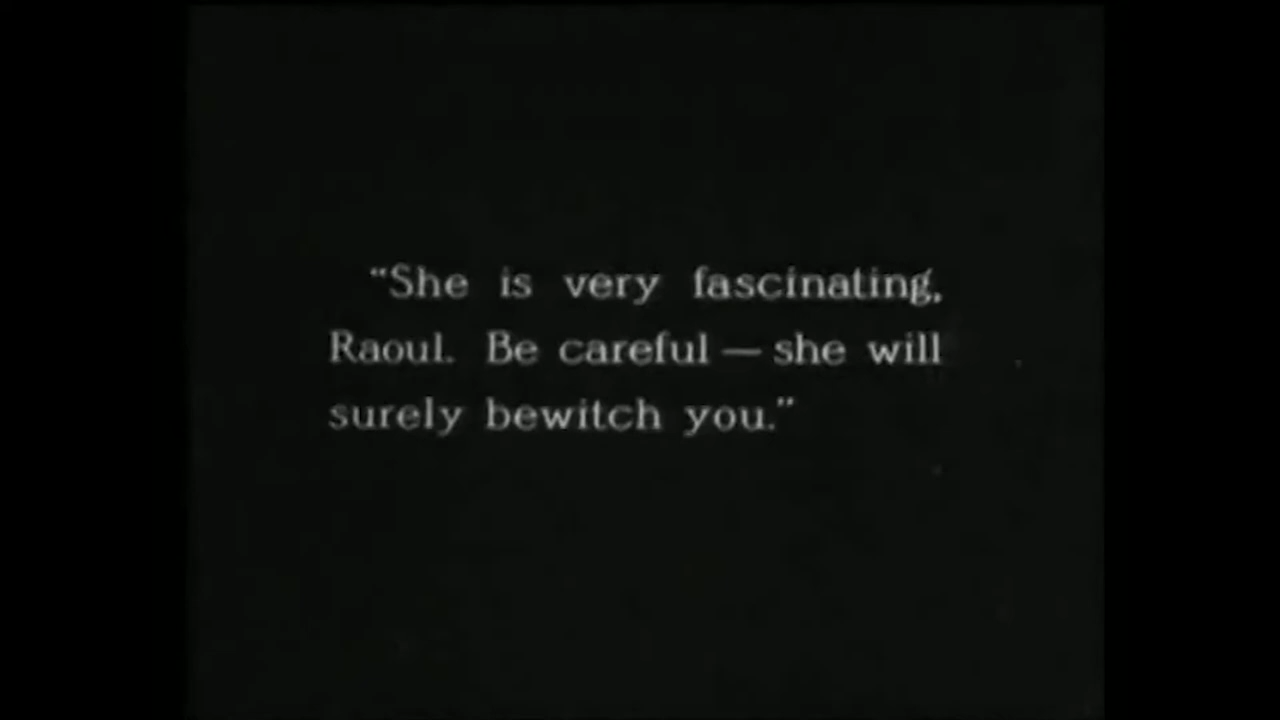 “She is very fascinating,
Raoul. Be careful — she will
surely bewitch you.”